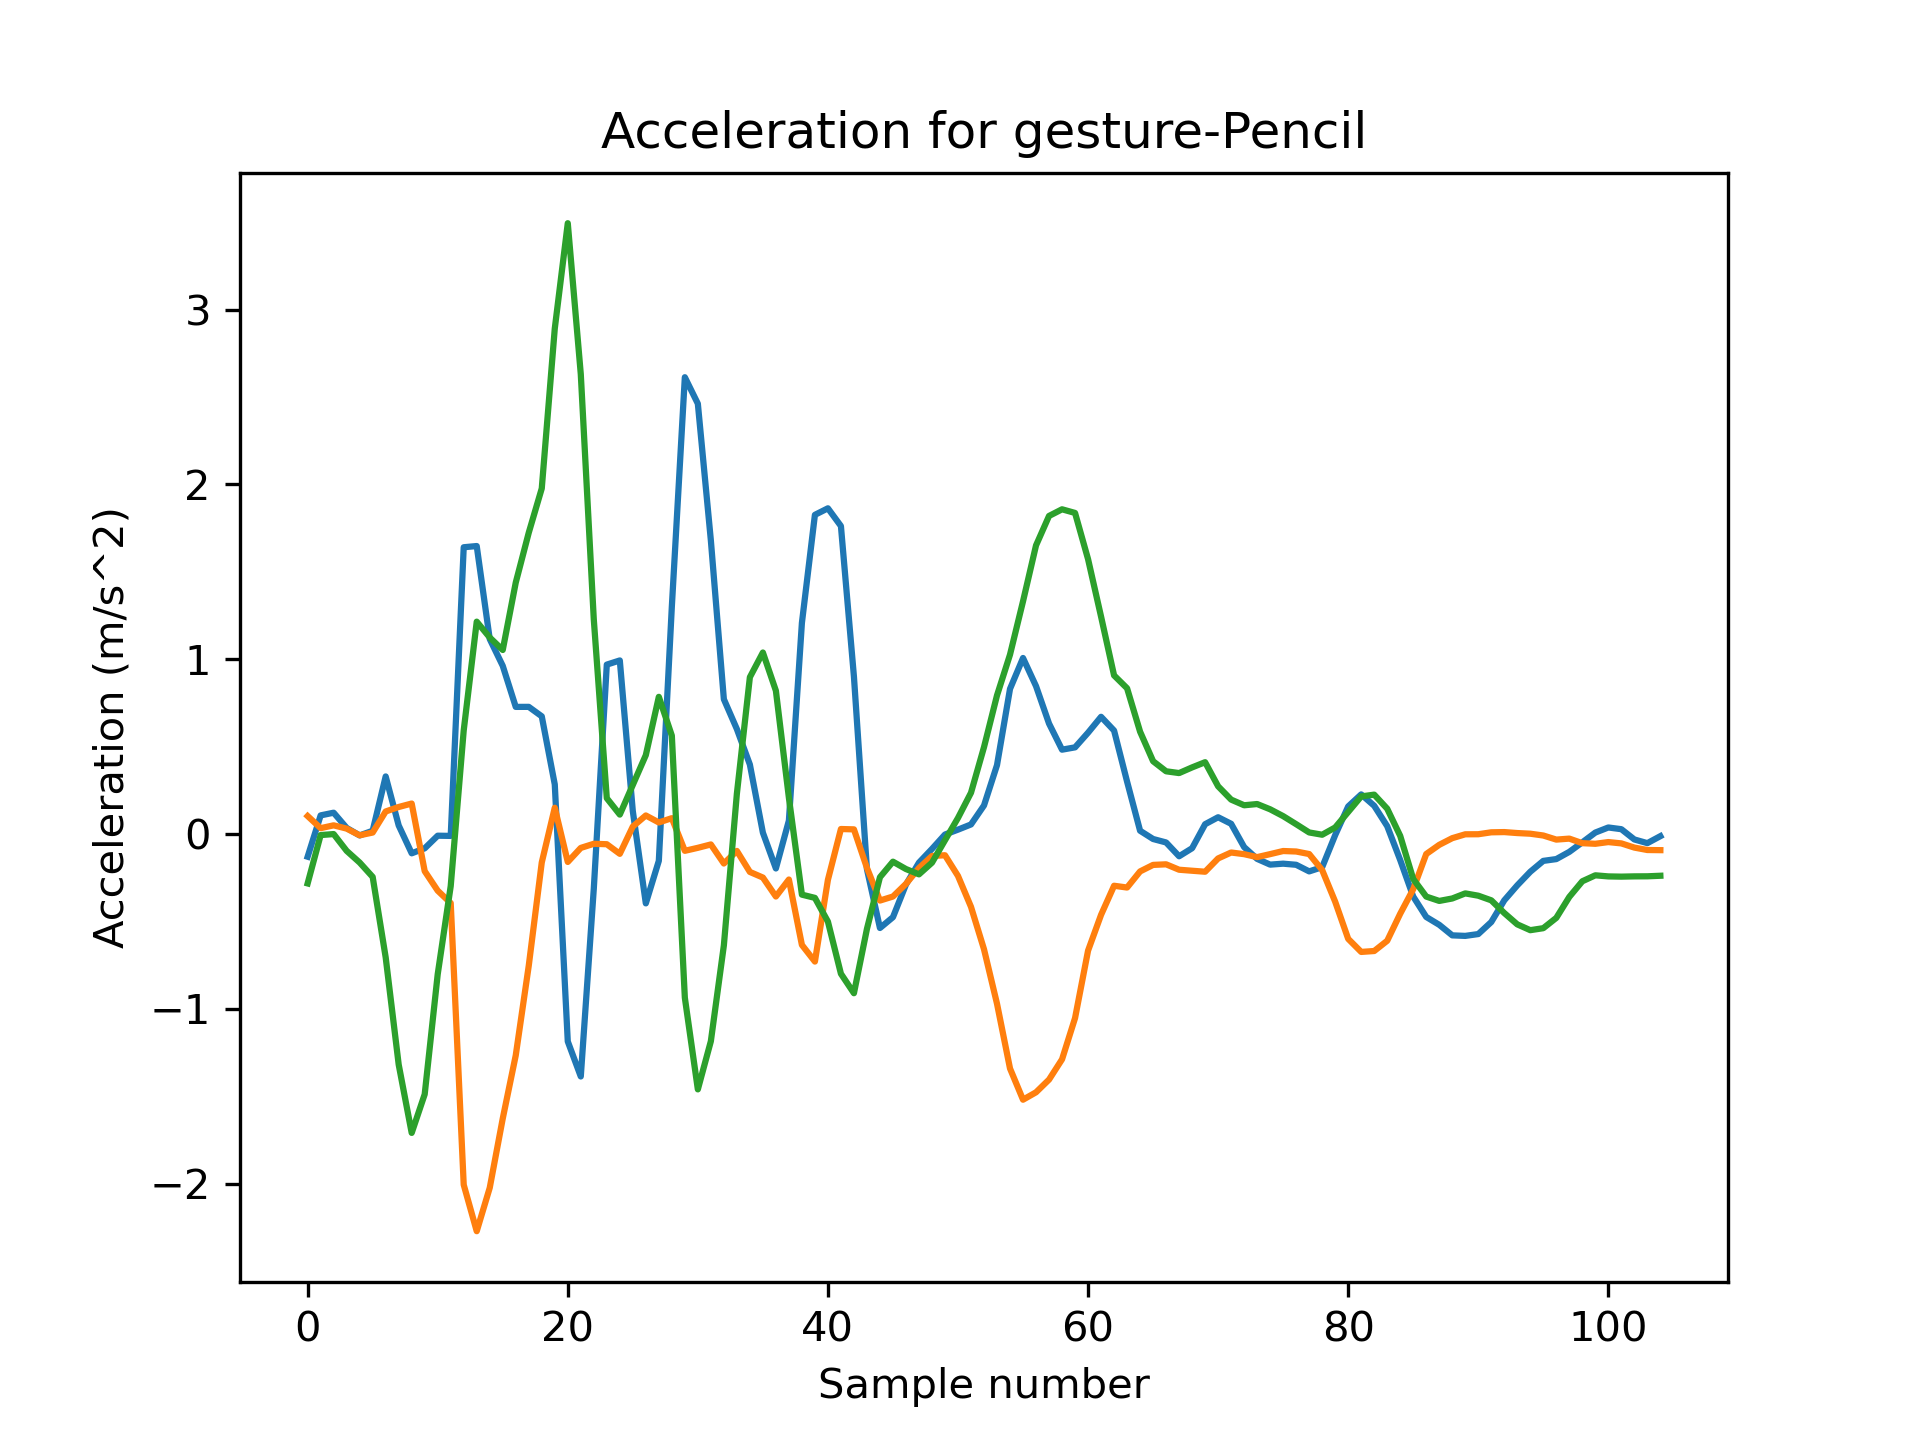 Acceleration for gesture-Pencil
Acceleration (m/s^2)
3
2
1
0
−1
−2
0 20 40 60 80 100
Sample number